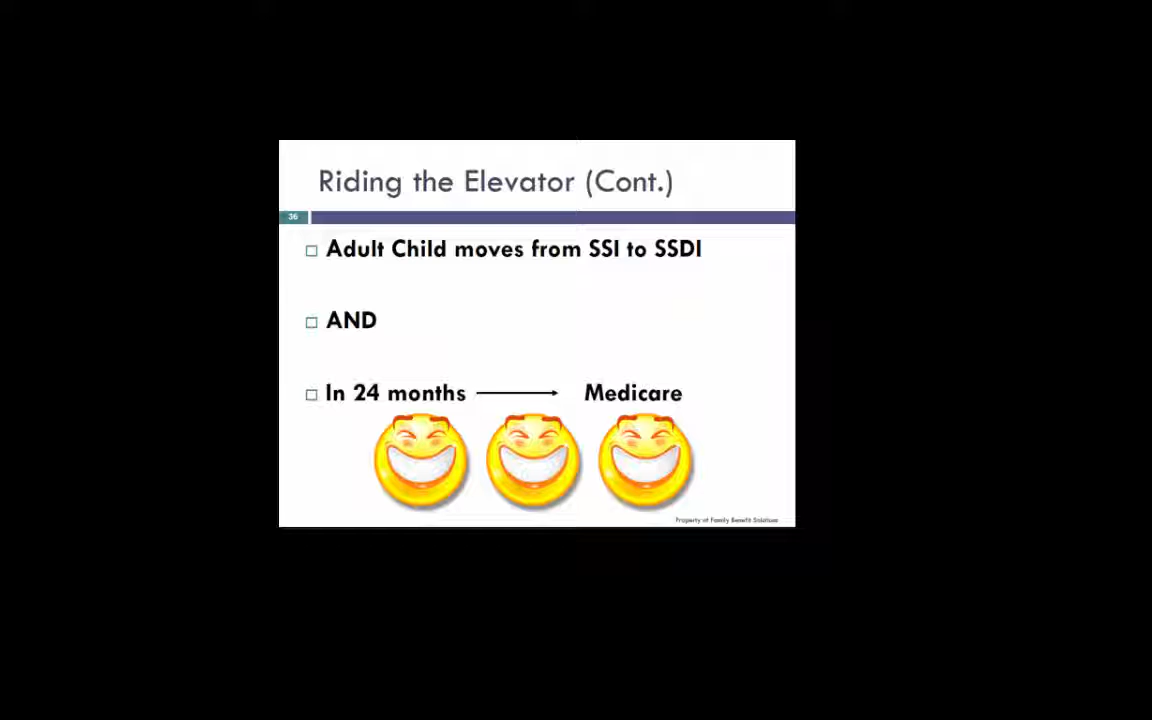 Riding the Elevator (Cont.)
36
Adult Child moves from SSI to SSDI
AND
In 24 months Medicare
Property of Family Benefit Solutions